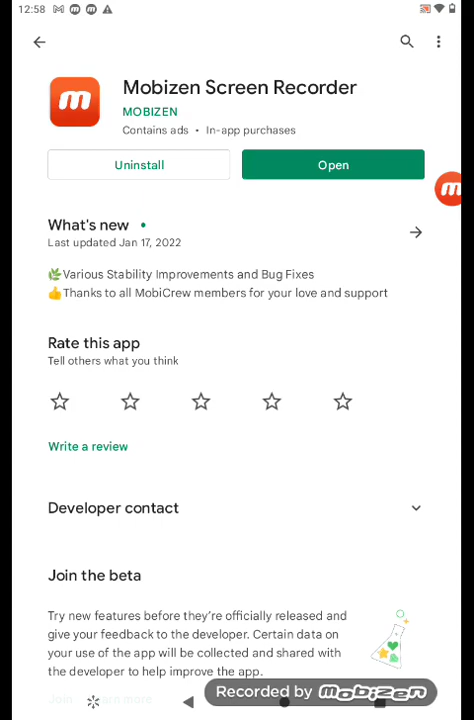 12:58
Mobizen Screen Recorder
MOBIZEN
Contains ads • In-app purchases
Uninstall
Open
What's new •
Last updated Jan 17, 2022
🌿Various Stability Improvements and Bug Fixes
👍Thanks to all MobiCrew members for your love and support
Rate this app
Tell others what you think
Write a review
Developer contact
Join the beta
Try new features before they're officially released and
give your feedback to the developer. Certain data on
your use of the app will be collected and shared with
the developer to help improve the app.
Join
more
Recorded by mobizen